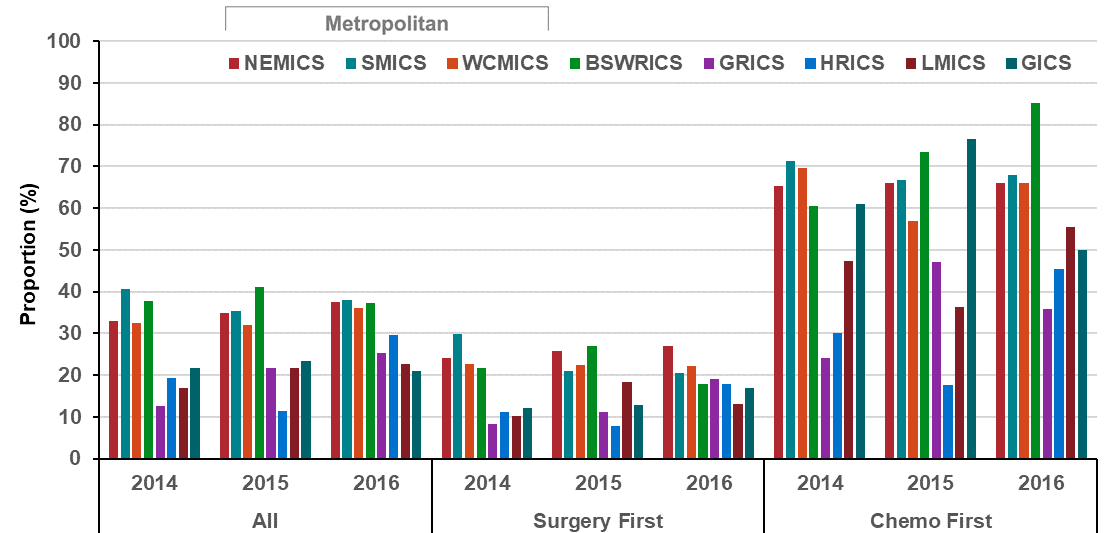 Metropolitan
NEMICS SMICS WCMICS BSWRICS GRICS HRICS LMICS GICS
Proportion (%)
100
90
80
70
60
50
40
30
20
10
0
2014 2015 2016 2014 2015 2016 2014 2015 2016
All Surgery First Chemo First